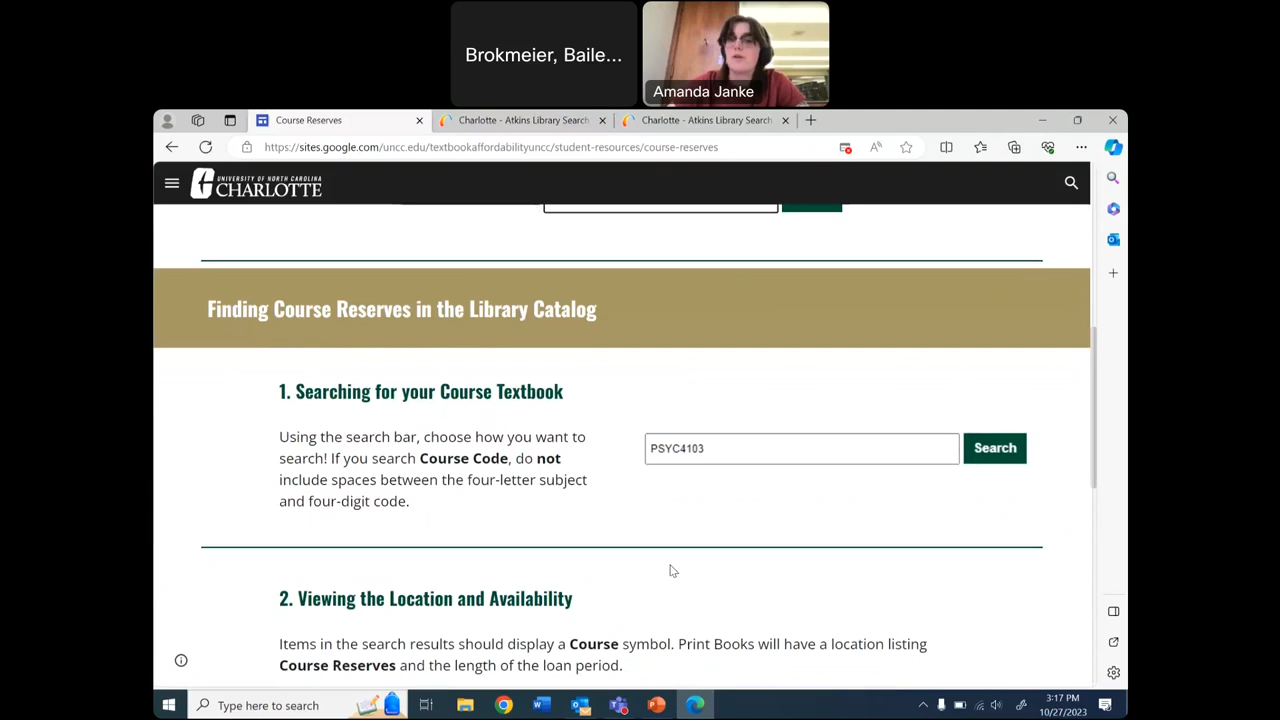 Brokmeier, Baile...
Amanda Janke
Course Reserves
Charlotte - Atkins Library Search
Charlotte - Atkins Library Search
https://sites.google.com/uncc.edu/textbookaffordabilityuncc/student-resources/course-reserves
UNIVERSITY OF NORTH CAROLINA
CHARLOTTE
Finding Course Reserves in the Library Catalog
1. Searching for your Course Textbook
Using the search bar, choose how you want to
search! If you search Course Code, do not
include spaces between the four-letter subject
and four-digit code.
PSYC4103
Search
2. Viewing the Location and Availability
Items in the search results should display a Course symbol. Print Books will have a location listing
Course Reserves and the length of the loan period.
Type here to search
3:17 PM
10/27/2023